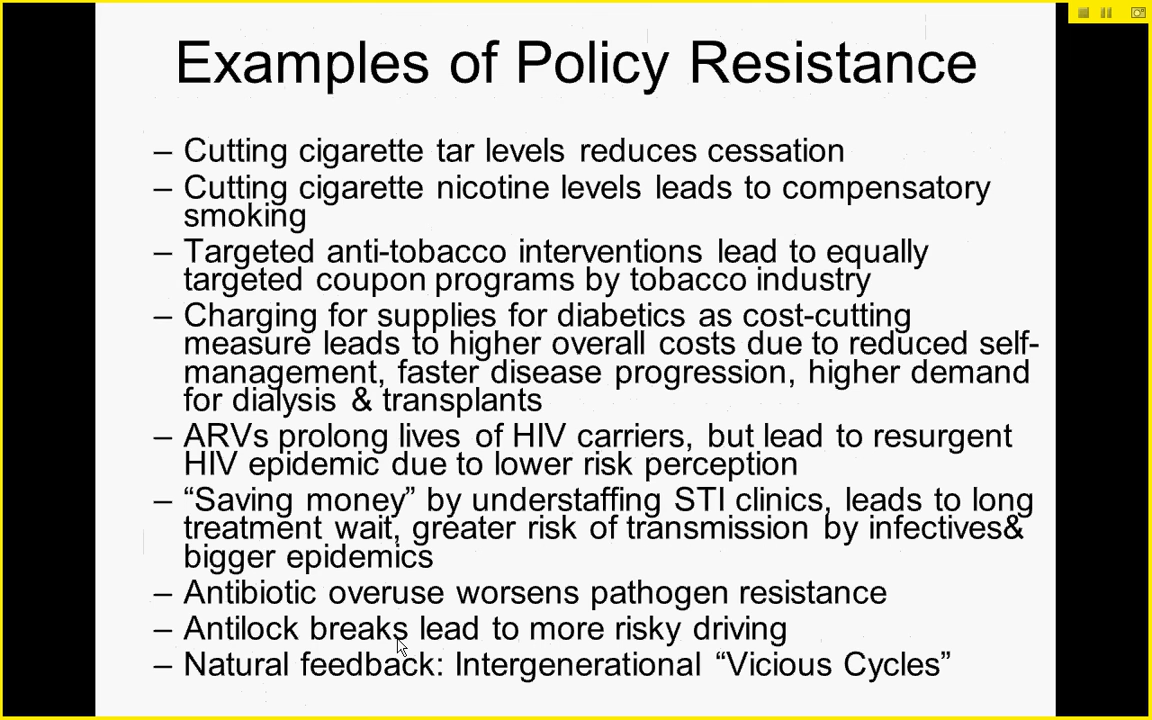 Examples of Policy Resistance
– Cutting cigarette tar levels reduces cessation
– Cutting cigarette nicotine levels leads to compensatory
smoking
– Targeted anti-tobacco interventions lead to equally
targeted coupon programs by tobacco industry
– Charging for supplies for diabetics as cost-cutting
measure leads to higher overall costs due to reduced self-
management, faster disease progression, higher demand
for dialysis & transplants
– ARVs prolong lives of HIV carriers, but lead to resurgent
HIV epidemic due to lower risk perception
– “Saving money” by understaffing STI clinics, leads to long
treatment wait, greater risk of transmission by infectives&
bigger epidemics
– Antibiotic overuse worsens pathogen resistance
– Antilock breaks lead to more risky driving
– Natural feedback: Intergenerational “Vicious Cycles”